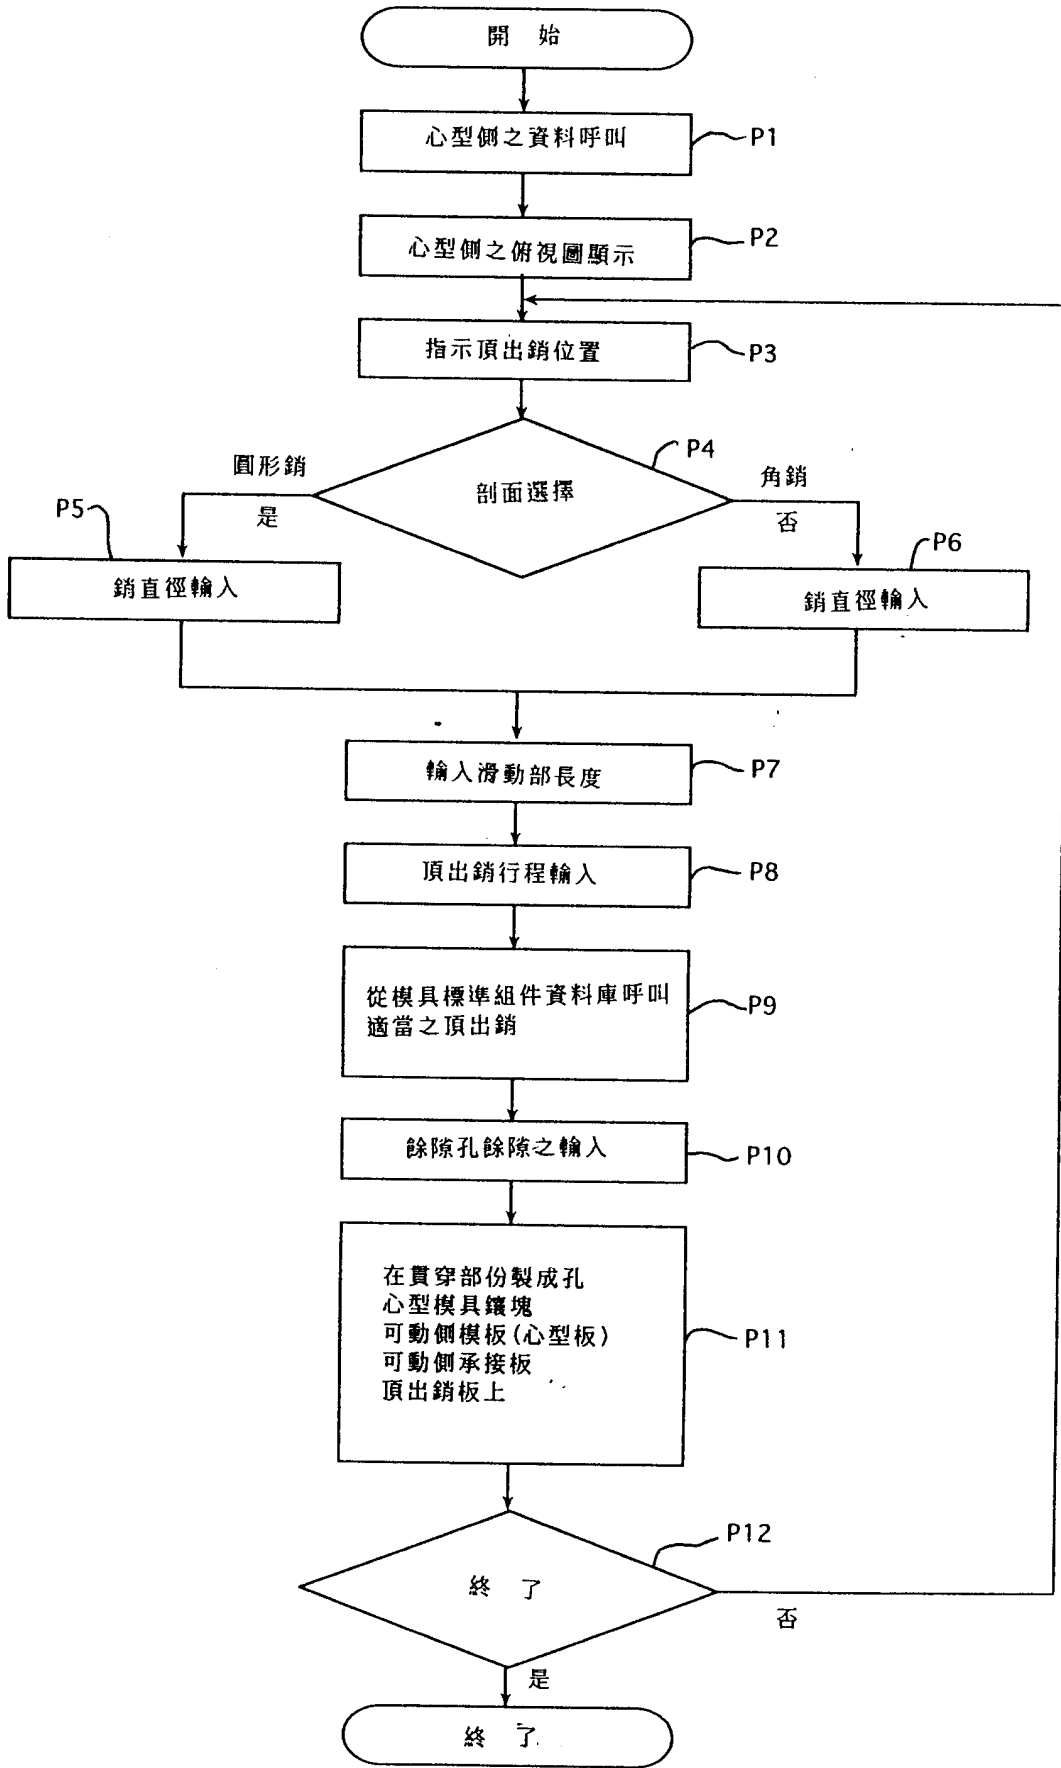 開 始
心型側之資料呼叫
P1
心型側之俯視圖顯示
P2
指示頂出銷位置
P3
剖面選擇
P4
圓形銷
是
角銷
否
P5
銷直徑輸入
P6
銷直徑輸入
輸入滑動部長度
P7
頂出銷行程輸入
P8
從模具標準組件資料庫呼叫
適當之頂出銷
P9
餘隙孔餘隙之輸入
P10
在貫穿部份製成孔
心型模具鑲塊
可動側模板(心型板)
可動側承接板
頂出銷板上
P11
終 了
P12
否
是
終 了